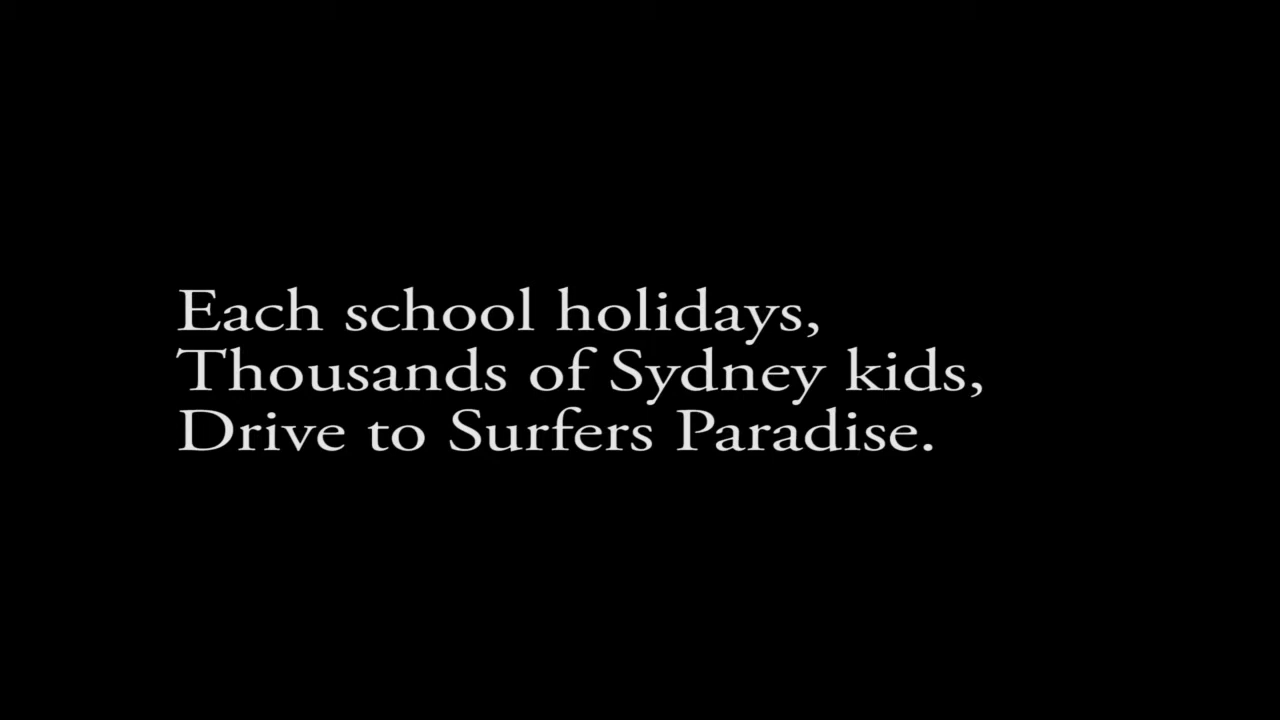 Each school holidays,
Thousands of Sydney kids,
Drive to Surfers Paradise.